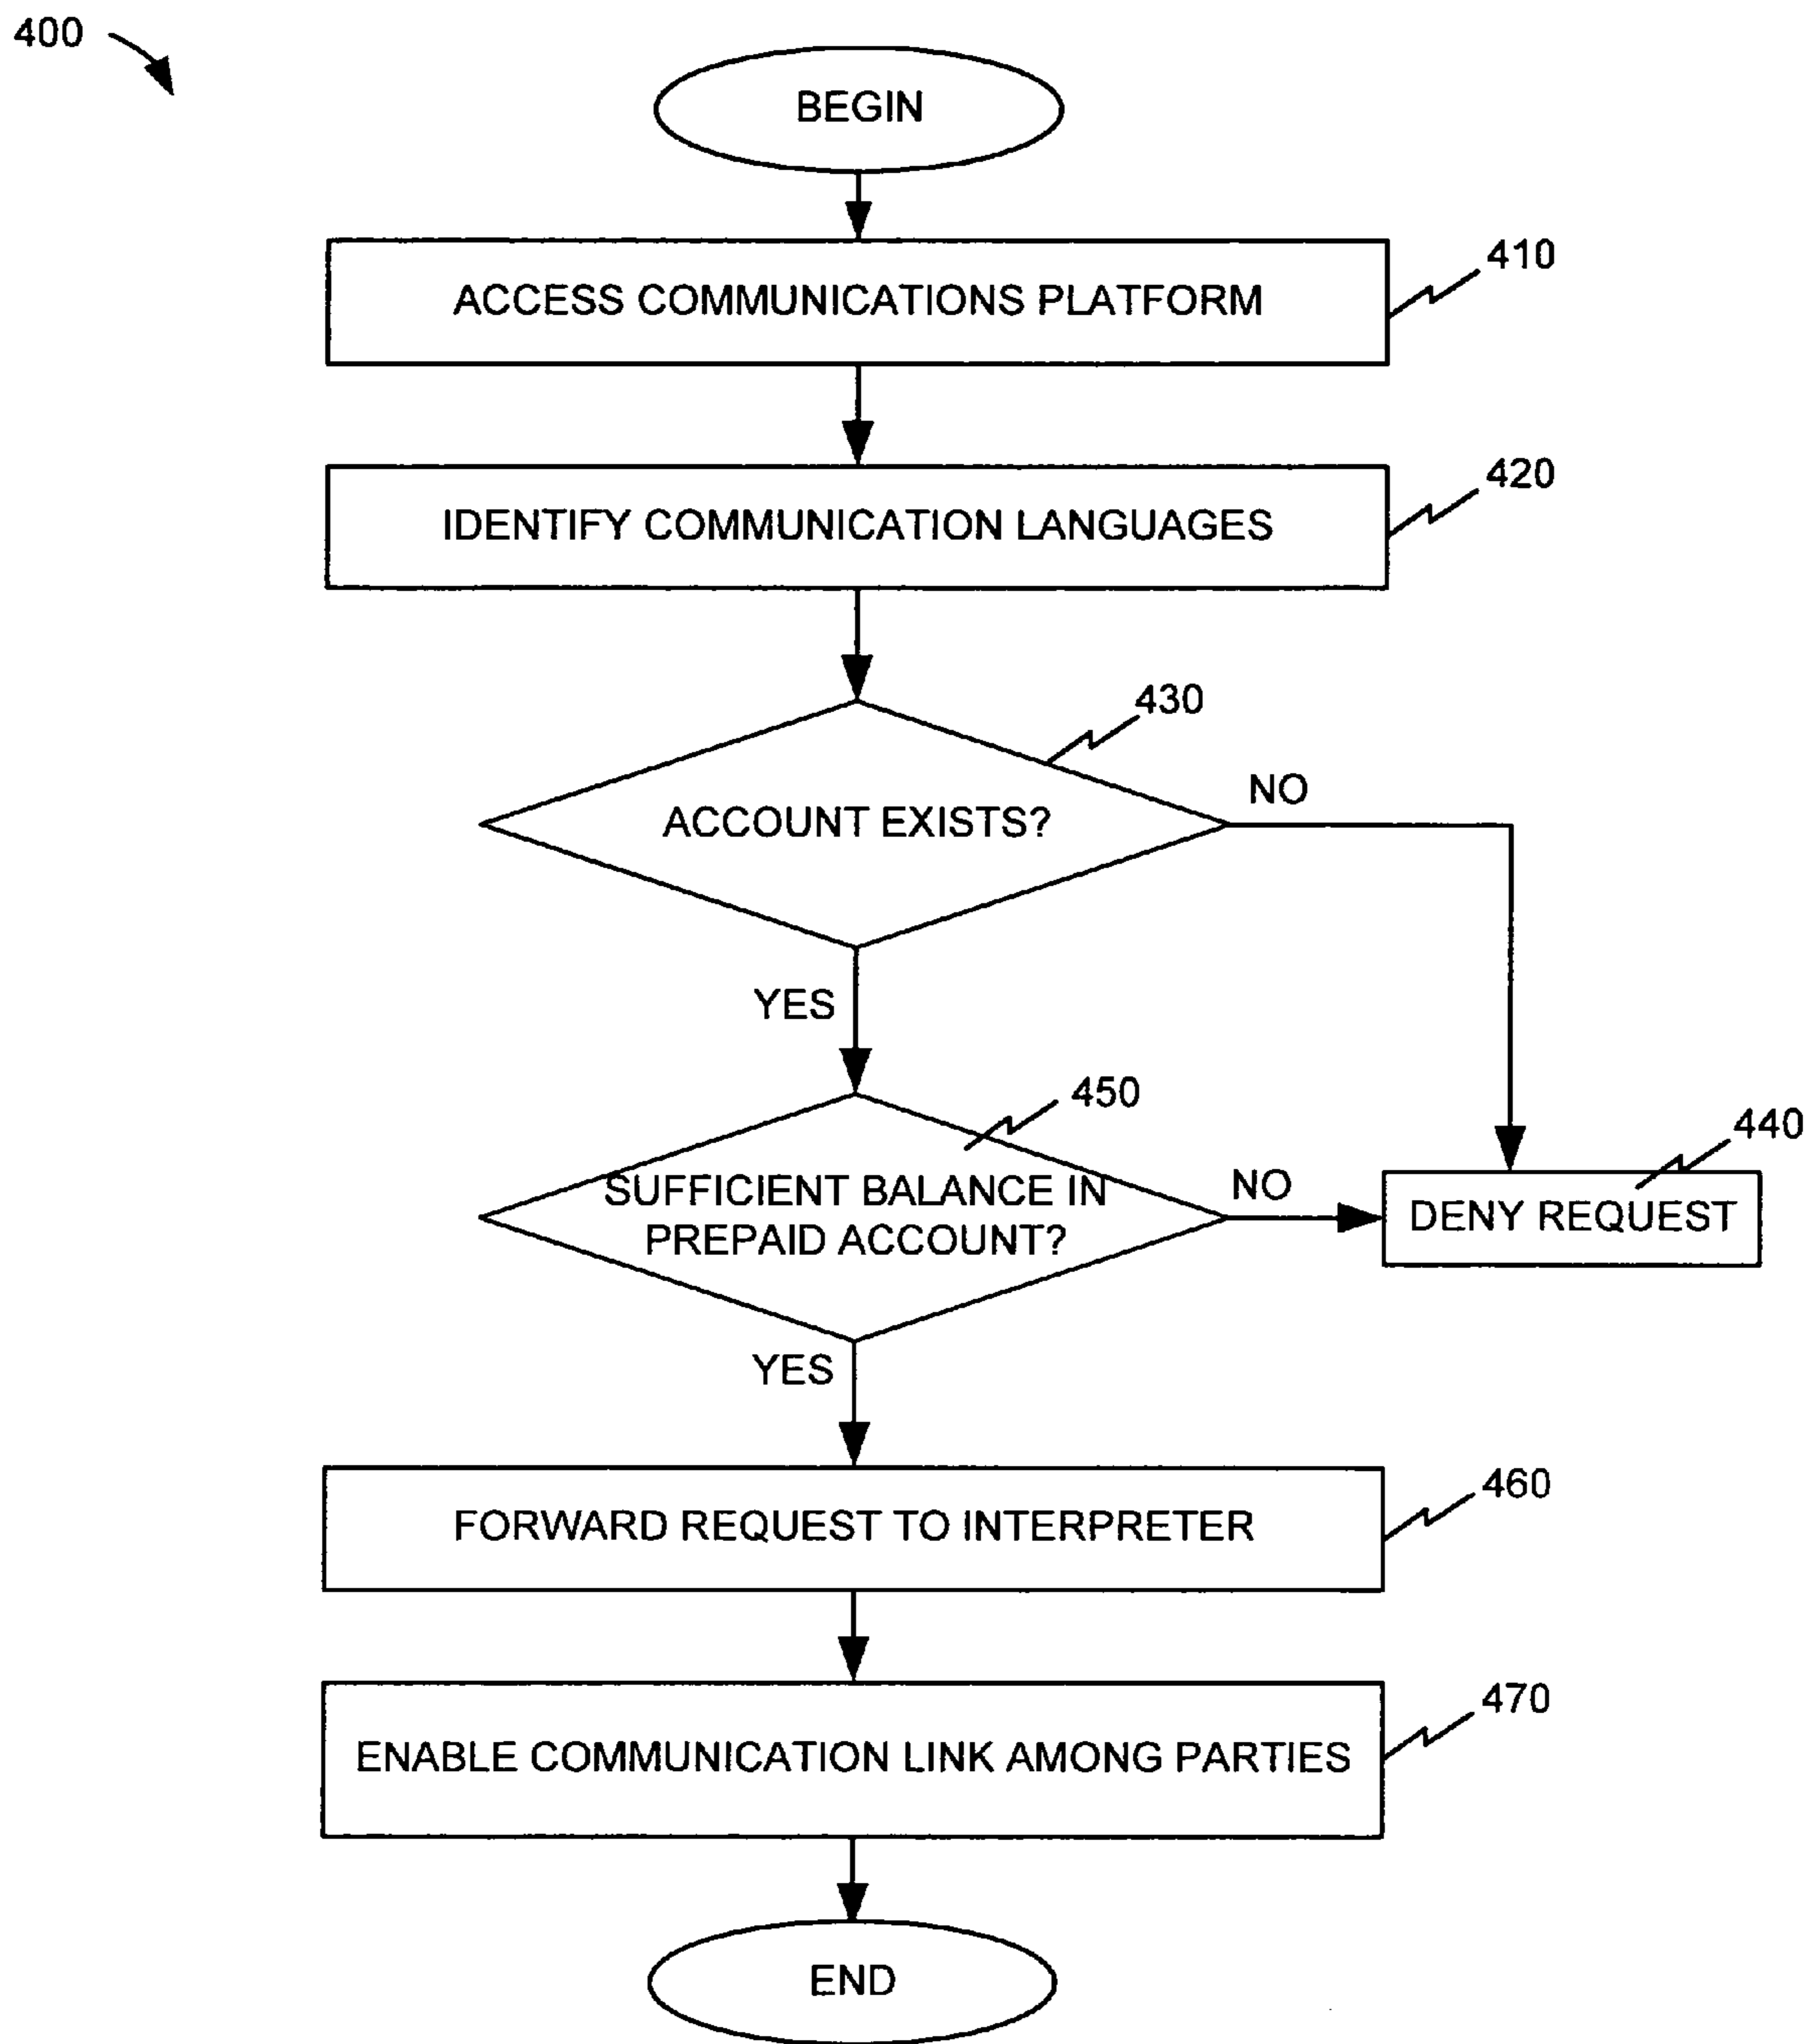 400
BEGIN
ACCESS COMMUNICATIONS PLATFORM
410
IDENTIFY COMMUNICATION LANGUAGES
420
430
ACCOUNT EXISTS?
NO
YES
450
SUFFICIENT BALANCE IN
PREPAID ACCOUNT?
NO
440
DENY REQUEST
YES
FORWARD REQUEST TO INTERPRETER
460
ENABLE COMMUNICATION LINK AMONG PARTIES
470
END